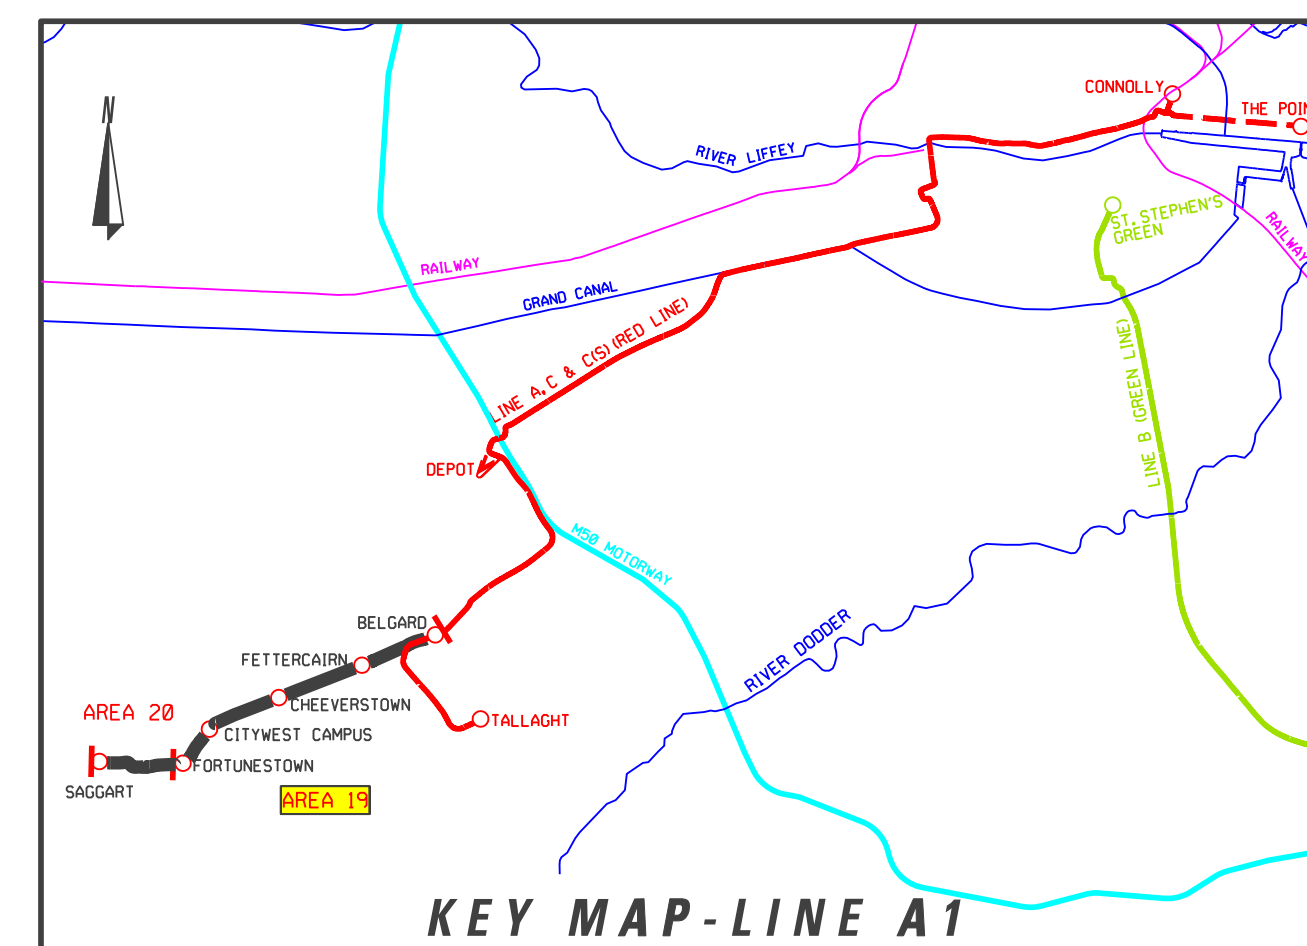 N
CONNOLLY
THE POIN
RIVER LIFFEY
ST. STEPHEN'S
GREEN
RAILWAY
RAILWAY
GRAND CANAL
LINE A,C & C(S)(RED LINE)
LINE B (GREEN LINE)
DEPOT
M50 MOTORWAY
BELGARD
RIVER DODDER
FETTERCAIRN
CHEEVERSTOWN
AREA 20
TALLAGHT
CITYWEST CAMPUS
FORTUNESTOWN
SAGGART
AREA 19
KEY MAP-LINE A1